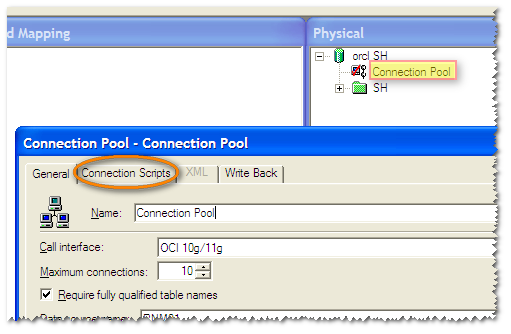 d Mapping
Physical
orcl SH
Connection Pool
SH
Connection Pool - Connection Pool
General Connection Scripts XML Write Back
Name: Connection Pool
Call interface: OCI 10g/11g
Maximum connections: 10
Require fully qualified table names